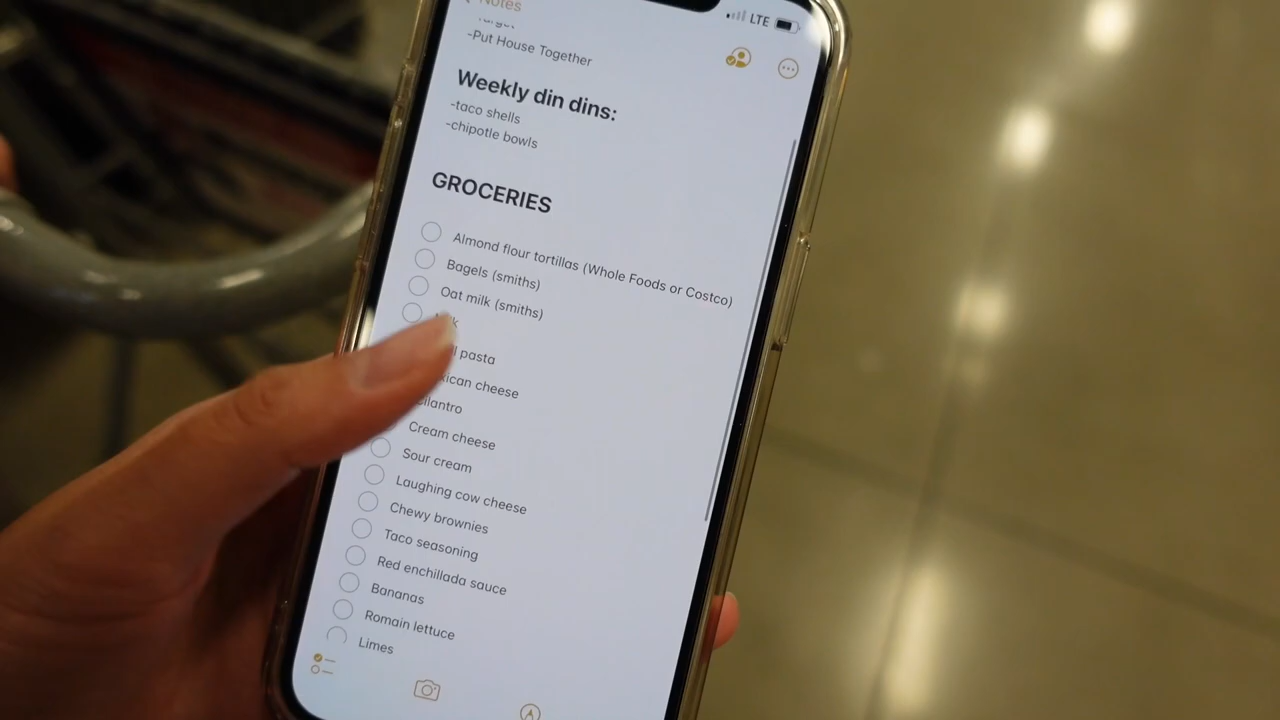 Notes
LTE
-Put House Together
Weekly din dins:
-taco shells
-chipotle bowls
GROCERIES
Almond flour tortillas (Whole Foods or Costco)
Bagels (smiths)
Oat milk (smiths)
pasta
cheese
Cilantro
Cream cheese
Sour cream
Laughing cow cheese
Chewy brownies
Taco seasoning
Red enchillada sauce
Bananas
Romain lettuce
Limes